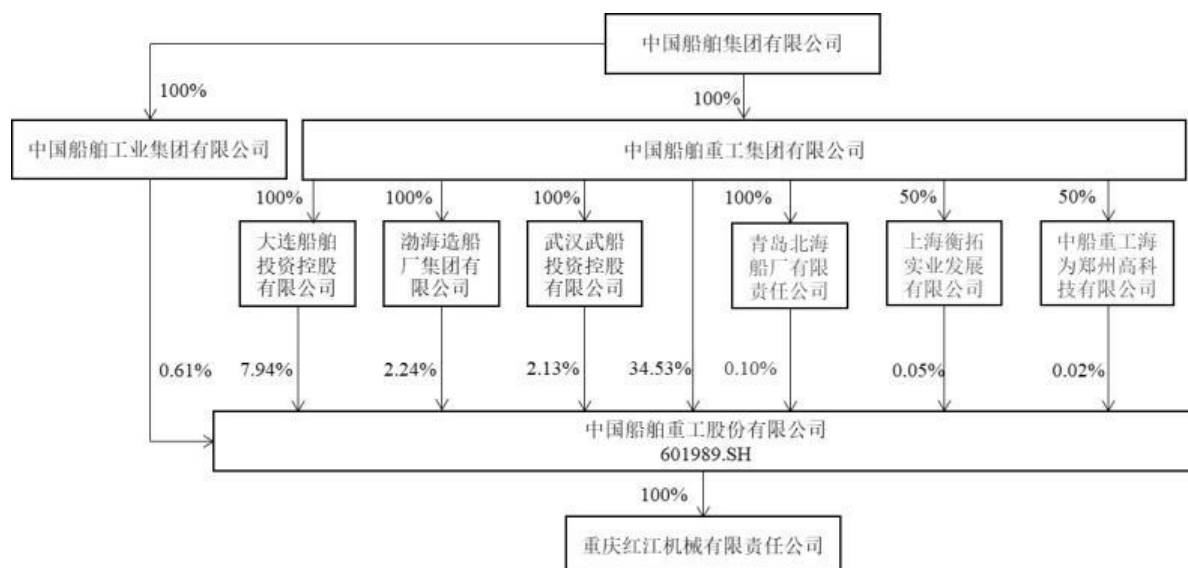 中国船舶集团有限公司
100%
100%
中国船舶工业集团有限公司
中国船舶重工集团有限公司
100%
100%
100%
100%
50%
50%
大连船舶
投资控股
有限公司
渤海造船
厂集团有
限公司
武汉武船
投资控股
有限公司
青岛北海
船厂有限
责任公司
上海衡拓
实业发展
有限公司
中船重工海
为郑州高科
技有限公司
0.61%
7.94%
2.24%
2.13%
34.53%
0.10%
0.05%
0.02%
中国船舶重工股份有限公司
601989.SH
100%
重庆红江机械有限责任公司